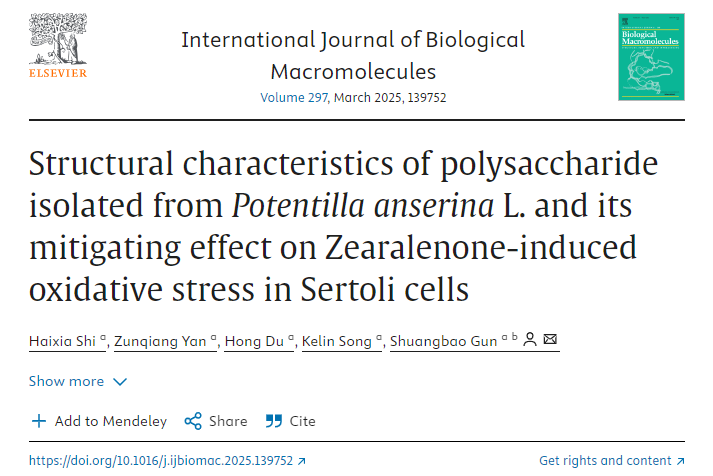 International Journal of Biological
Macromolecules
Volume 297, March 2025, 139752
ELSEVIER
Biological
Macromolecules
Structural characteristics of polysaccharide
isolated from Potentilla anserina L. and its
mitigating effect on Zearalenone-induced
oxidative stress in Sertoli cells
Haixia Shi a, Zunqiang Yan a, Hong Du a, Kelin Song a, Shuangbao Gun a b
Show more
Add to Mendeley Share Cite
https://doi.org/10.1016/j.ijbiomac.2025.139752
Get rights and content